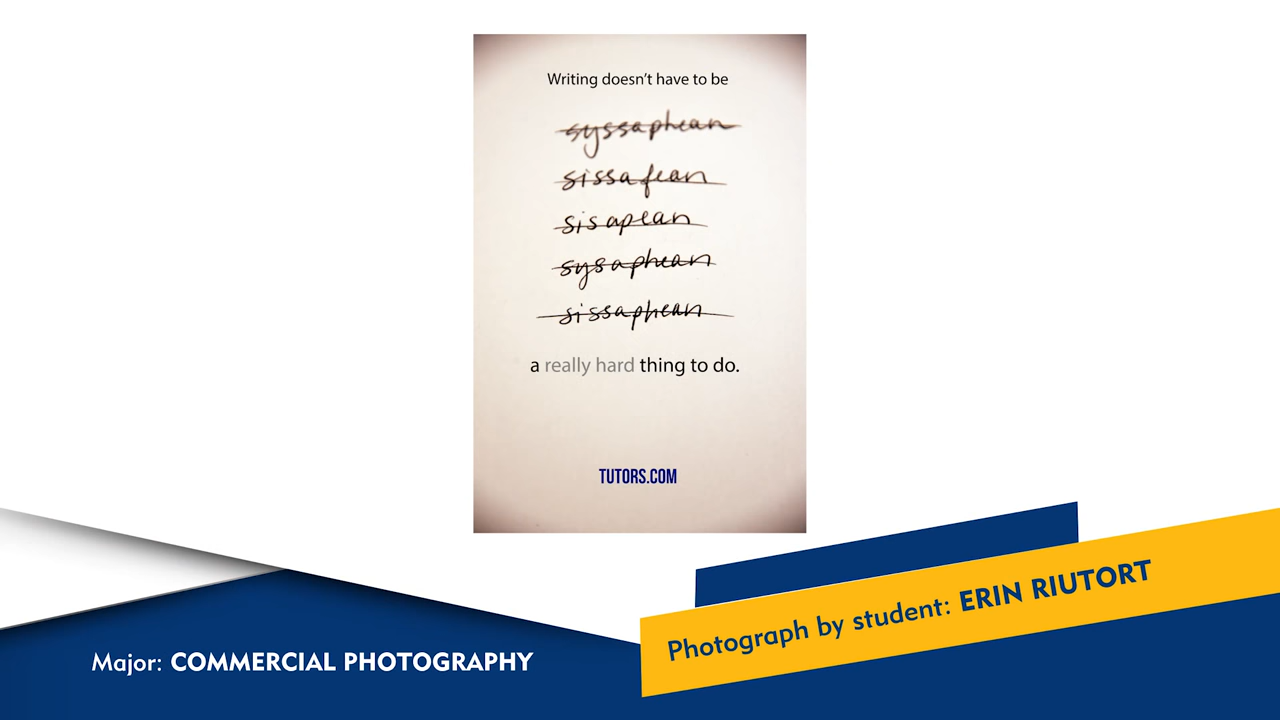 Writing doesn't have to be
syssaphean
sissafean
sisapean
sysaphean
sissaphean
a really hard thing to do.
TUTORS.COM
Photograph by student: ERIN RIUTORT
Major: COMMERCIAL PHOTOGRAPHY